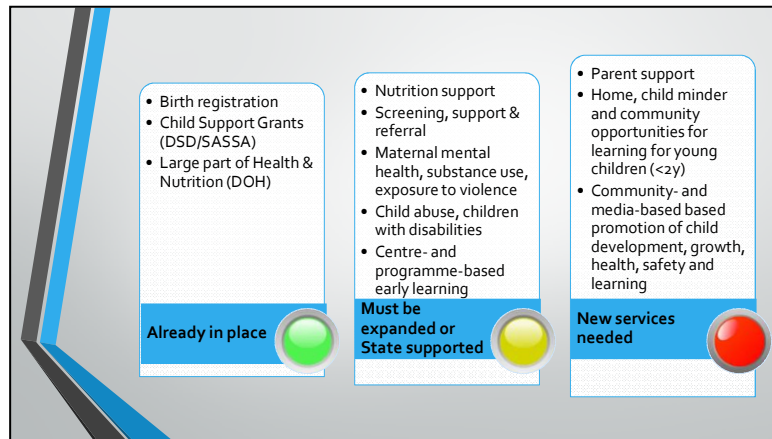 • Birth registration
• Child Support Grants
(DSD/SASSA)
• Large part of Health &
Nutrition (DOH)
Already in place
• Nutrition support
• Screening, support &
referral
• Maternal mental
health, substance use,
exposure to violence
• Child abuse, children
with disabilities
• Centre- and
programme-based
early learning
Must be
expanded or
State supported
• Parent support
• Home, child minder
and community
opportunities for
learning for young
children (<2y)
• Community- and
media-based based
promotion of child
development, growth,
health, safety and
learning
New services
needed